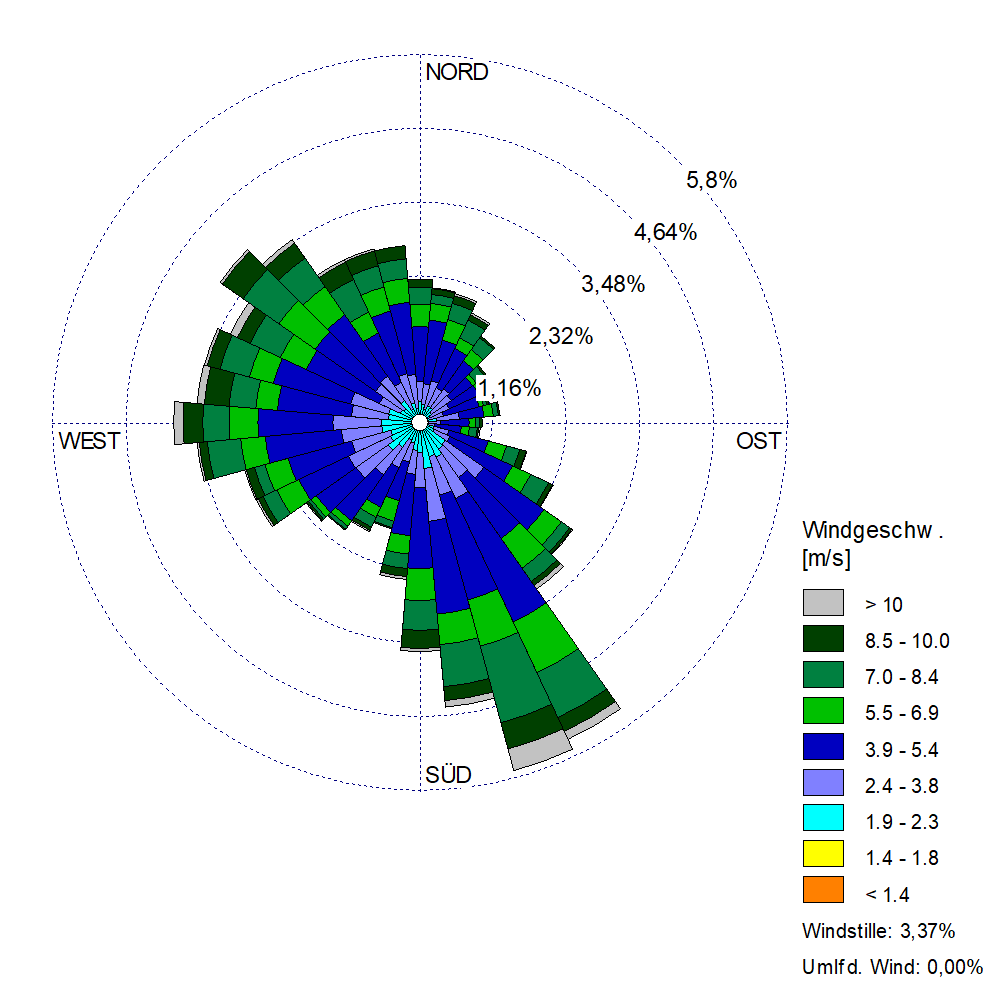 NORD
5,8%
4,64%
3,48%
2,32%
1,16%
WEST
OST
SÜD
Windgeschw .
[m/s]
> 10
8.5 - 10.0
7.0 - 8.4
5.5 - 6.9
3.9 - 5.4
2.4 - 3.8
1.9 - 2.3
1.4 - 1.8
< 1.4
Windstille: 3,37%
Umlfd. Wind: 0,00%